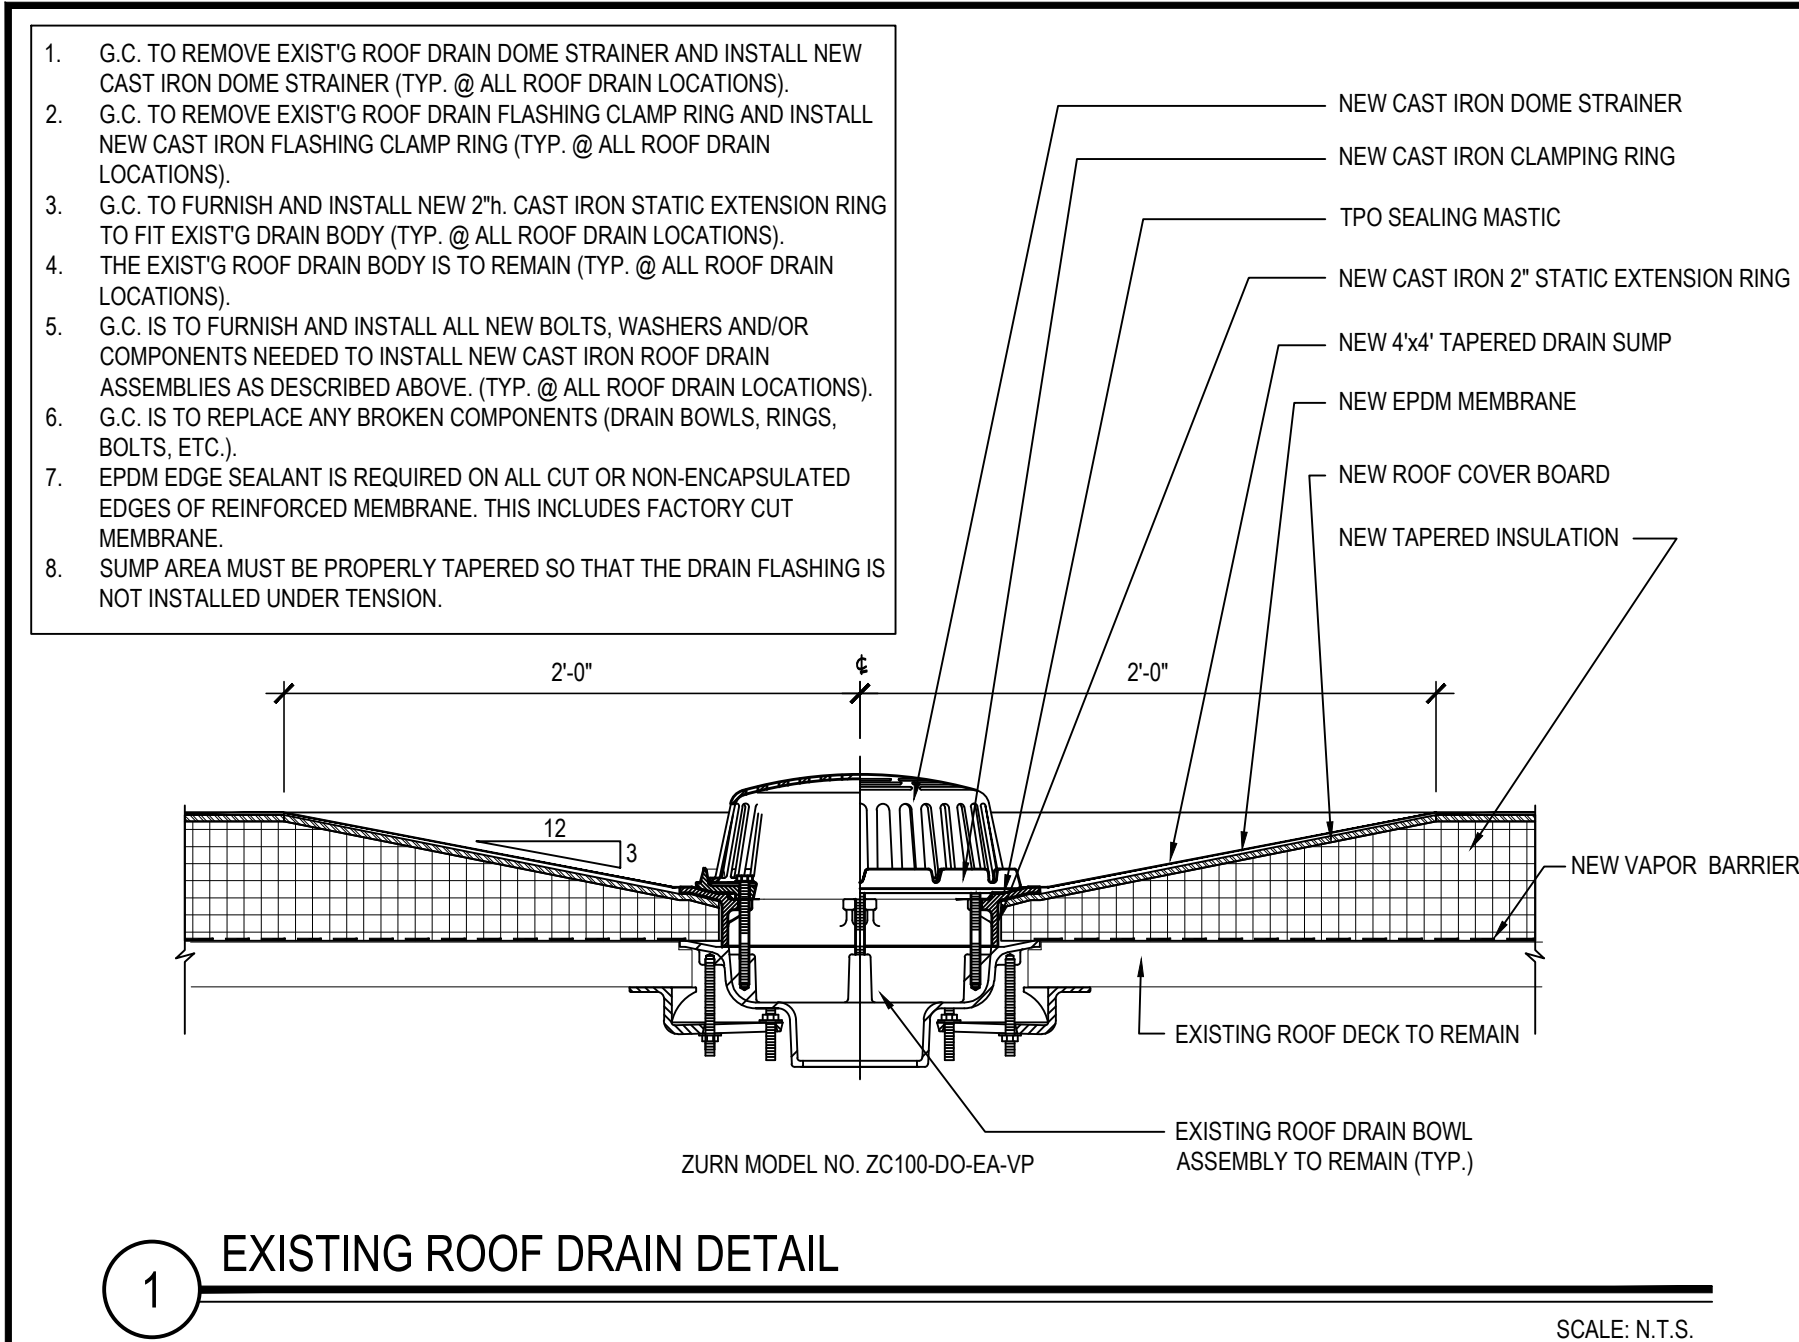 1. G.C. TO REMOVE EXIST'G ROOF DRAIN DOME STRAINER AND INSTALL NEW
CAST IRON DOME STRAINER (TYP. @ ALL ROOF DRAIN LOCATIONS).
2. G.C. TO REMOVE EXIST'G ROOF DRAIN FLASHING CLAMP RING AND INSTALL
NEW CAST IRON FLASHING CLAMP RING (TYP. @ ALL ROOF DRAIN
LOCATIONS).
3. G.C. TO FURNISH AND INSTALL NEW 2"h. CAST IRON STATIC EXTENSION RING
TO FIT EXIST'G DRAIN BODY (TYP. @ ALL ROOF DRAIN LOCATIONS).
4. THE EXIST'G ROOF DRAIN BODY IS TO REMAIN (TYP. @ ALL ROOF DRAIN
LOCATIONS).
5. G.C. IS TO FURNISH AND INSTALL ALL NEW BOLTS, WASHERS AND/OR
COMPONENTS NEEDED TO INSTALL NEW CAST IRON ROOF DRAIN
ASSEMBLIES AS DESCRIBED ABOVE. (TYP. @ ALL ROOF DRAIN LOCATIONS).
6. G.C. IS TO REPLACE ANY BROKEN COMPONENTS (DRAIN BOWLS, RINGS,
BOLTS, ETC.).
7. EPDM EDGE SEALANT IS REQUIRED ON ALL CUT OR NON-ENCAPSULATED
EDGES OF REINFORCED MEMBRANE. THIS INCLUDES FACTORY CUT
MEMBRANE.
8. SUMP AREA MUST BE PROPERLY TAPERED SO THAT THE DRAIN FLASHING IS
NOT INSTALLED UNDER TENSION.
NEW CAST IRON DOME STRAINER
NEW CAST IRON CLAMPING RING
TPO SEALING MASTIC
NEW CAST IRON 2" STATIC EXTENSION RING
NEW 4'x4' TAPERED DRAIN SUMP
NEW EPDM MEMBRANE
NEW ROOF COVER BOARD
NEW TAPERED INSULATION
2'-0"
℄
2'-0"
12
3
NEW VAPOR BARRIER
EXISTING ROOF DECK TO REMAIN
EXISTING ROOF DRAIN BOWL
ASSEMBLY TO REMAIN (TYP.)
ZURN MODEL NO. ZC100-DO-EA-VP
1
EXISTING ROOF DRAIN DETAIL
SCALE: N.T.S.